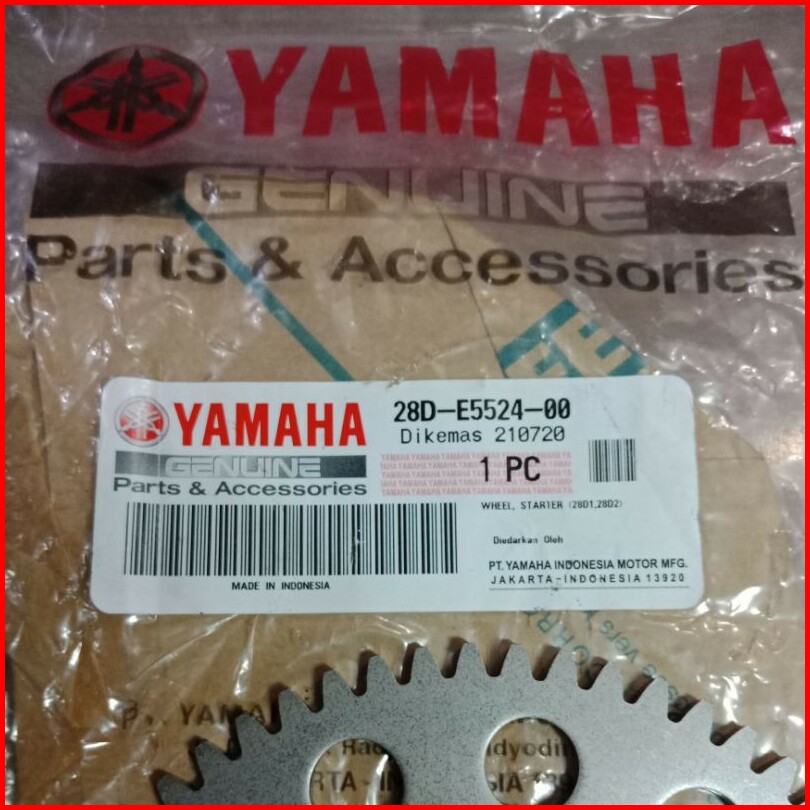 YAMAHA
GENUINE
Parts & Accessories
YAMAHA
GENUINE
Parts & Accessories
MADE IN INDONESIA
28D-E5524-00
Dikemas 210720
1 PC
WHEEL, STARTER (28D1,28D2)
Diedarkan Oleh
PT. YAMAHA INDONESIA MOTOR MFG.
JAKARTA-INDONESIA 13920
YAMA